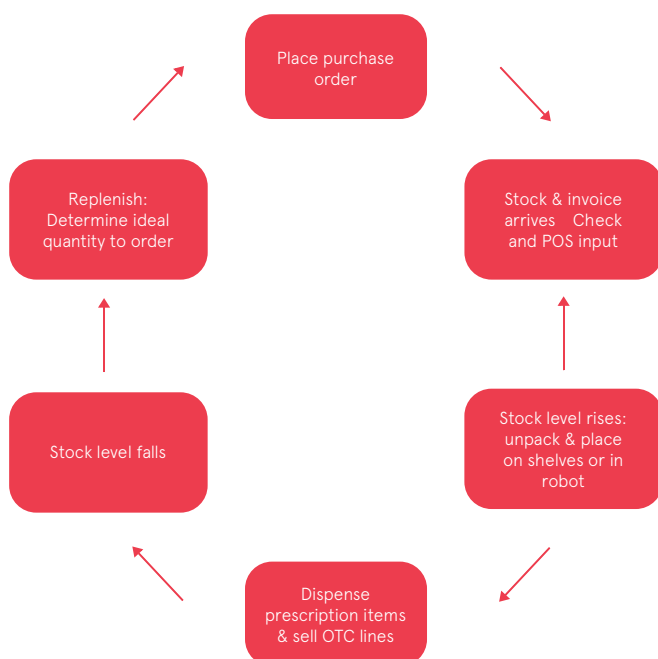 Place purchase
order
Replenish:
Determine ideal
quantity to order
Stock & invoice
arrives Check
and POS input
Stock level falls
Stock level rises:
unpack & place
on shelves or in
robot
Dispense
prescription items
& sell OTC lines